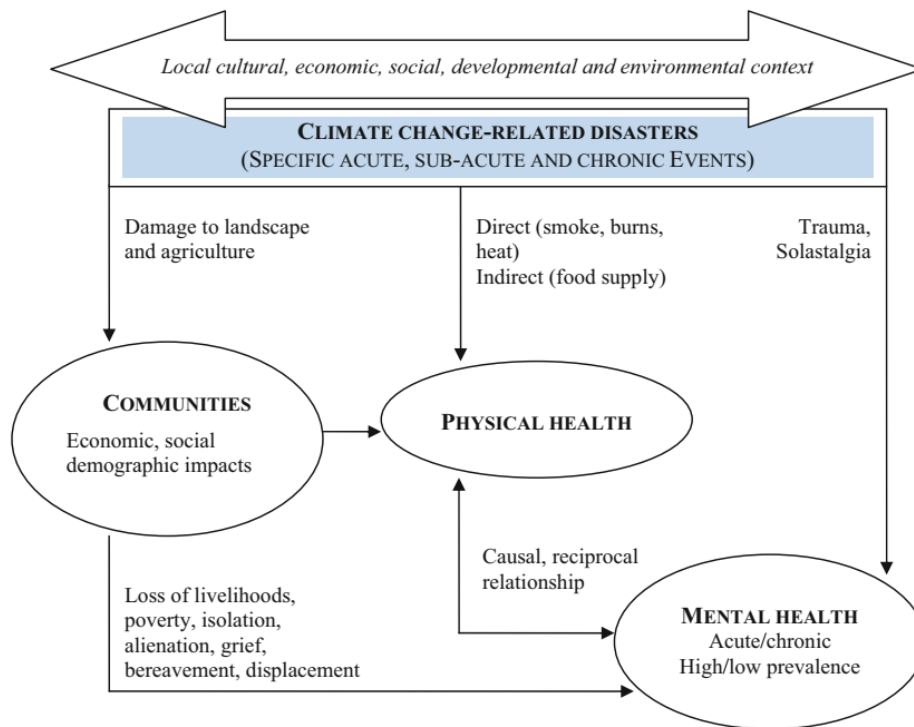 Local cultural, economic, social, developmental and environmental context
CLIMATE CHANGE-RELATED DISASTERS
(SPECIFIC ACUTE, SUB-ACUTE AND CHRONIC EVENTS)
Damage to landscape
and agriculture
Direct (smoke, burns,
heat)
Indirect (food supply)
Trauma,
Solastalgia
COMMUNITIES
Economic, social
demographic impacts
PHYSICAL HEALTH
Causal, reciprocal
relationship
Loss of livelihoods,
poverty, isolation,
alienation, grief,
bereavement, displacement
MENTAL HEALTH
Acute/chronic
High/low prevalence